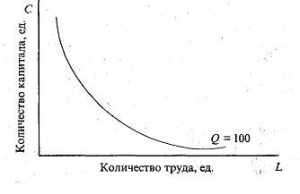 C
Количество капитала, ед.
Q = 100
Количество труда, ед.
L